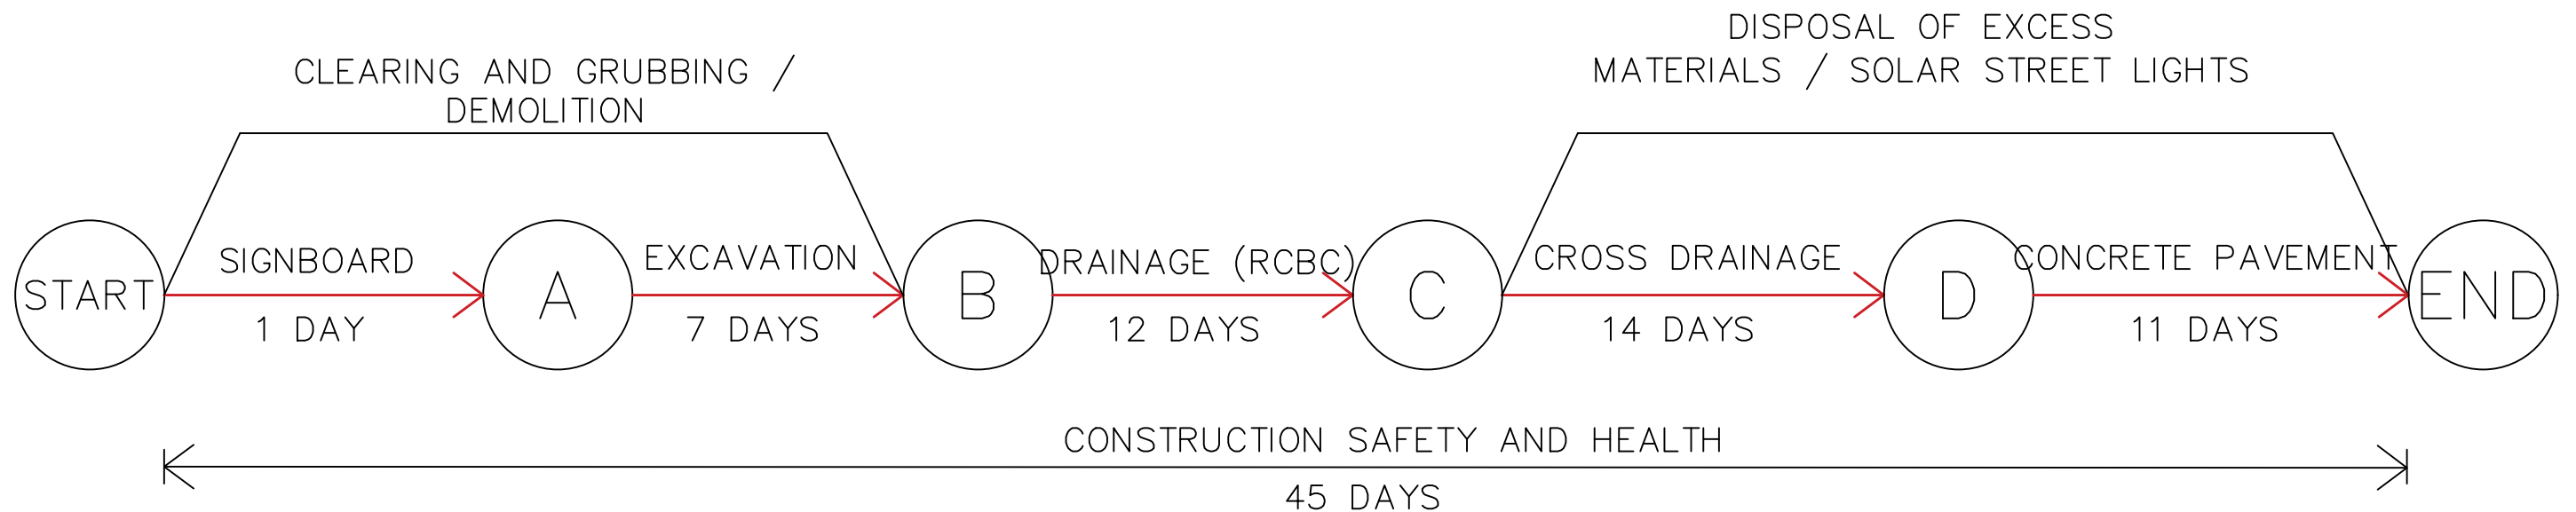 DISPOSAL OF EXCESS
MATERIALS / SOLAR STREET LIGHTS
CLEARING AND GRUBBING /
DEMOLITION
START
SIGNBOARD
1 DAY
A
EXCAVATION
7 DAYS
B
DRAINAGE (RCBC)
12 DAYS
C
CROSS DRAINAGE
14 DAYS
D
CONCRETE PAVEMENT
11 DAYS
END
CONSTRUCTION SAFETY AND HEALTH
45 DAYS